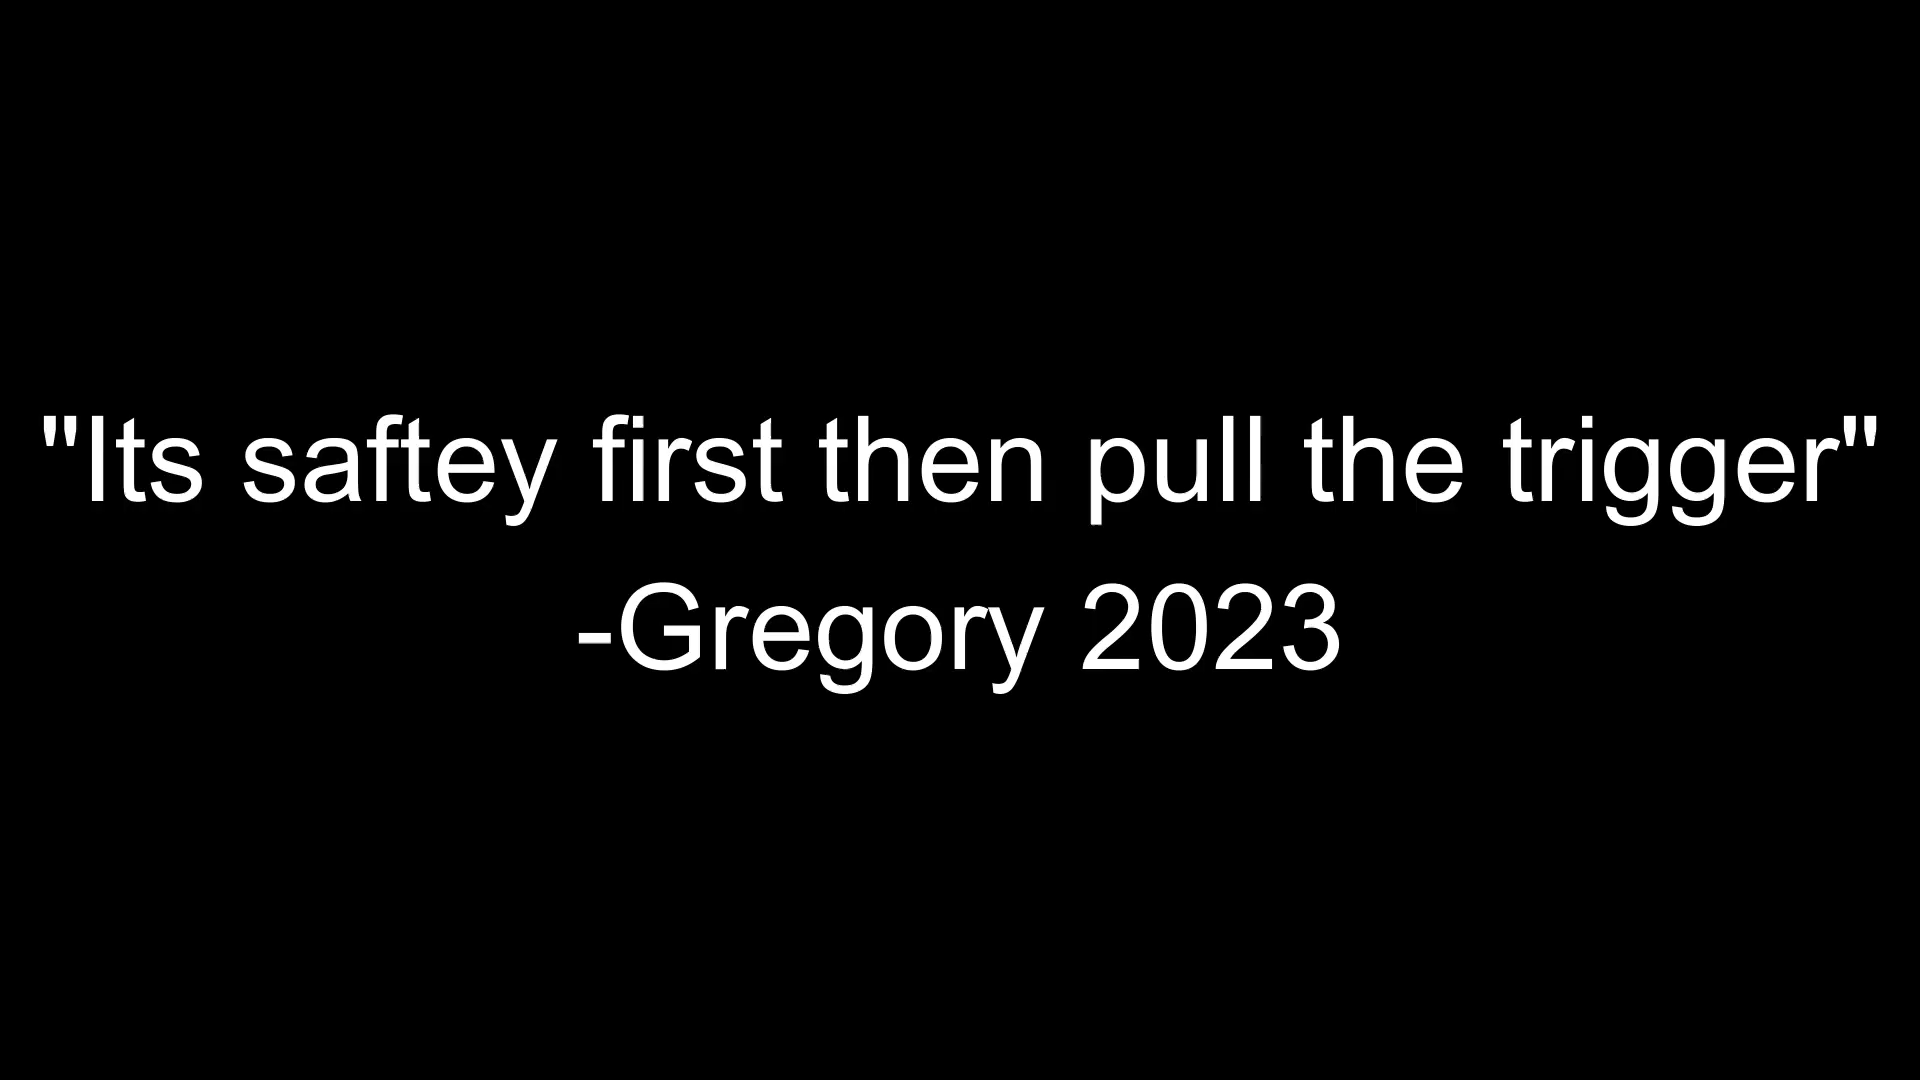 "Its saftey first then pull the trigger"
-Gregory 2023